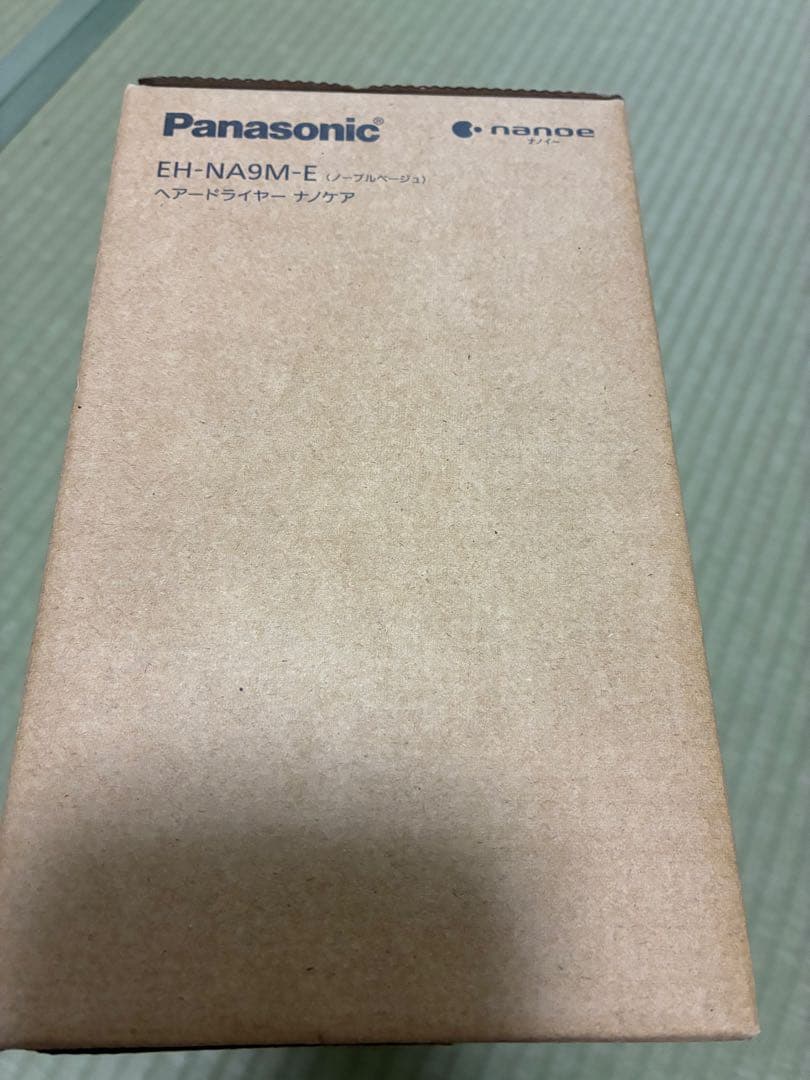 Panasonic®
nanoe
ナノイー
EH-NA9M-E（ノーブルベージュ）
ヘアードライヤー ナノケア